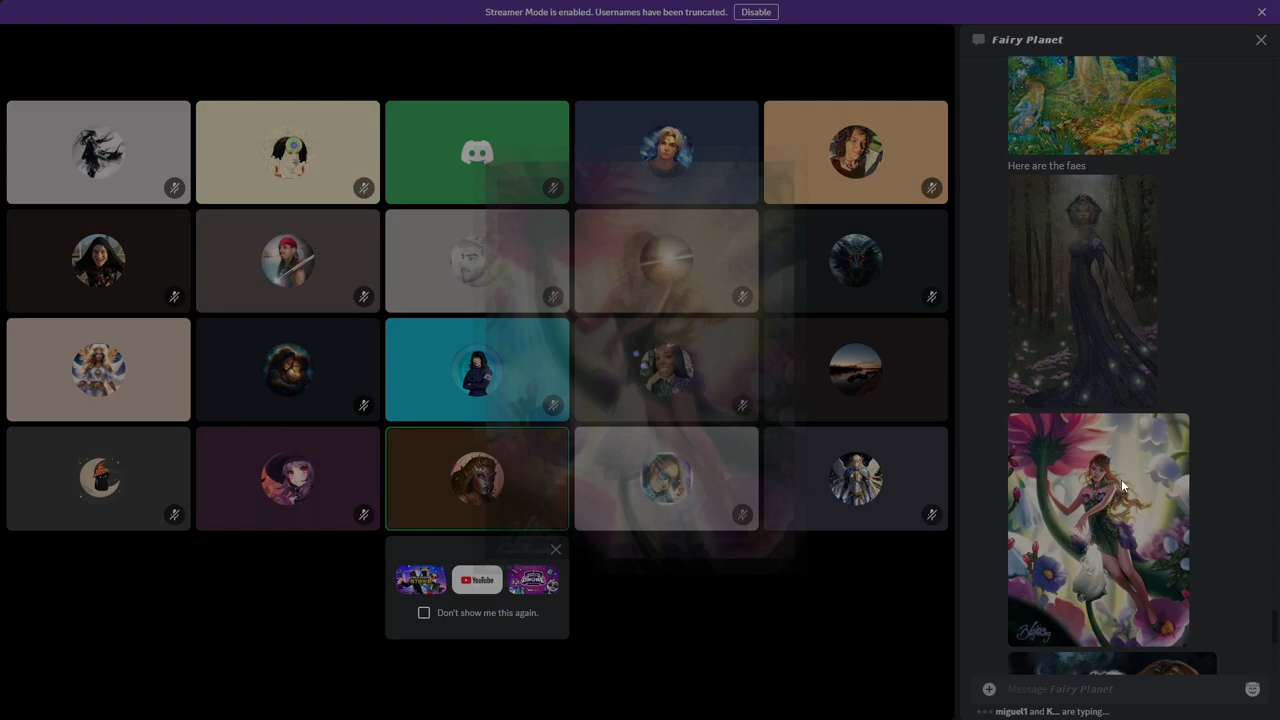 Streamer Mode is enabled. Usernames have been truncated.
Disable
Fairy Planet
Here are the faes
YouTube
Don't show me this again.
Message Fairy Planet
miguel1 and K... are typing...